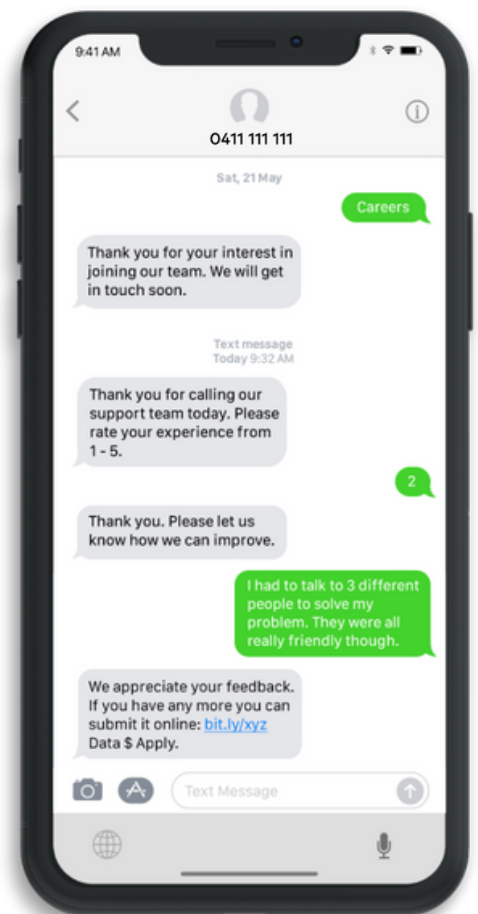 9:41 AM
0411 111 111
Sat, 21 May
Careers
Thank you for your interest in
joining our team. We will get
in touch soon.
Text message
Today 9:32 AM
Thank you for calling our
support team today. Please
rate your experience from
1 - 5.
2
Thank you. Please let us
know how we can improve.
I had to talk to 3 different
people to solve my
problem. They were all
really friendly though.
We appreciate your feedback.
If you have any more you can
submit it online: bit.ly/xyz
Data $ Apply.
Text Message